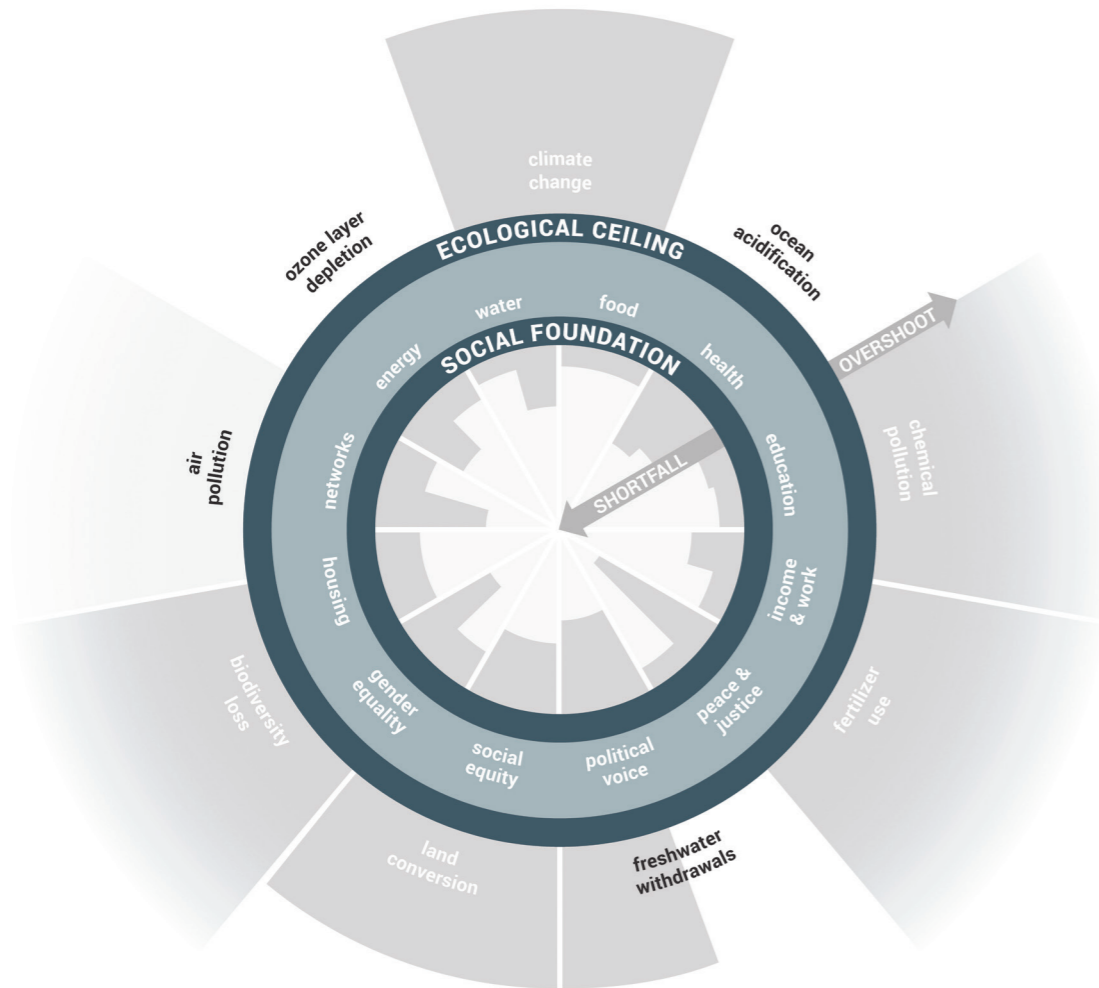 climate
change
ozone layer
depletion
ocean
acidification
ECOLOGICAL CEILING
water
food
SOCIAL FOUNDATION
energy
health
OVERSHOOT
SHORTFALL
air
pollution
networks
education
chemical
pollution
housing
income
& work
biodiversity
loss
gender
equality
peace &
justice
fertilizer
use
social
equity
political
voice
land
conversion
freshwater
withdrawals